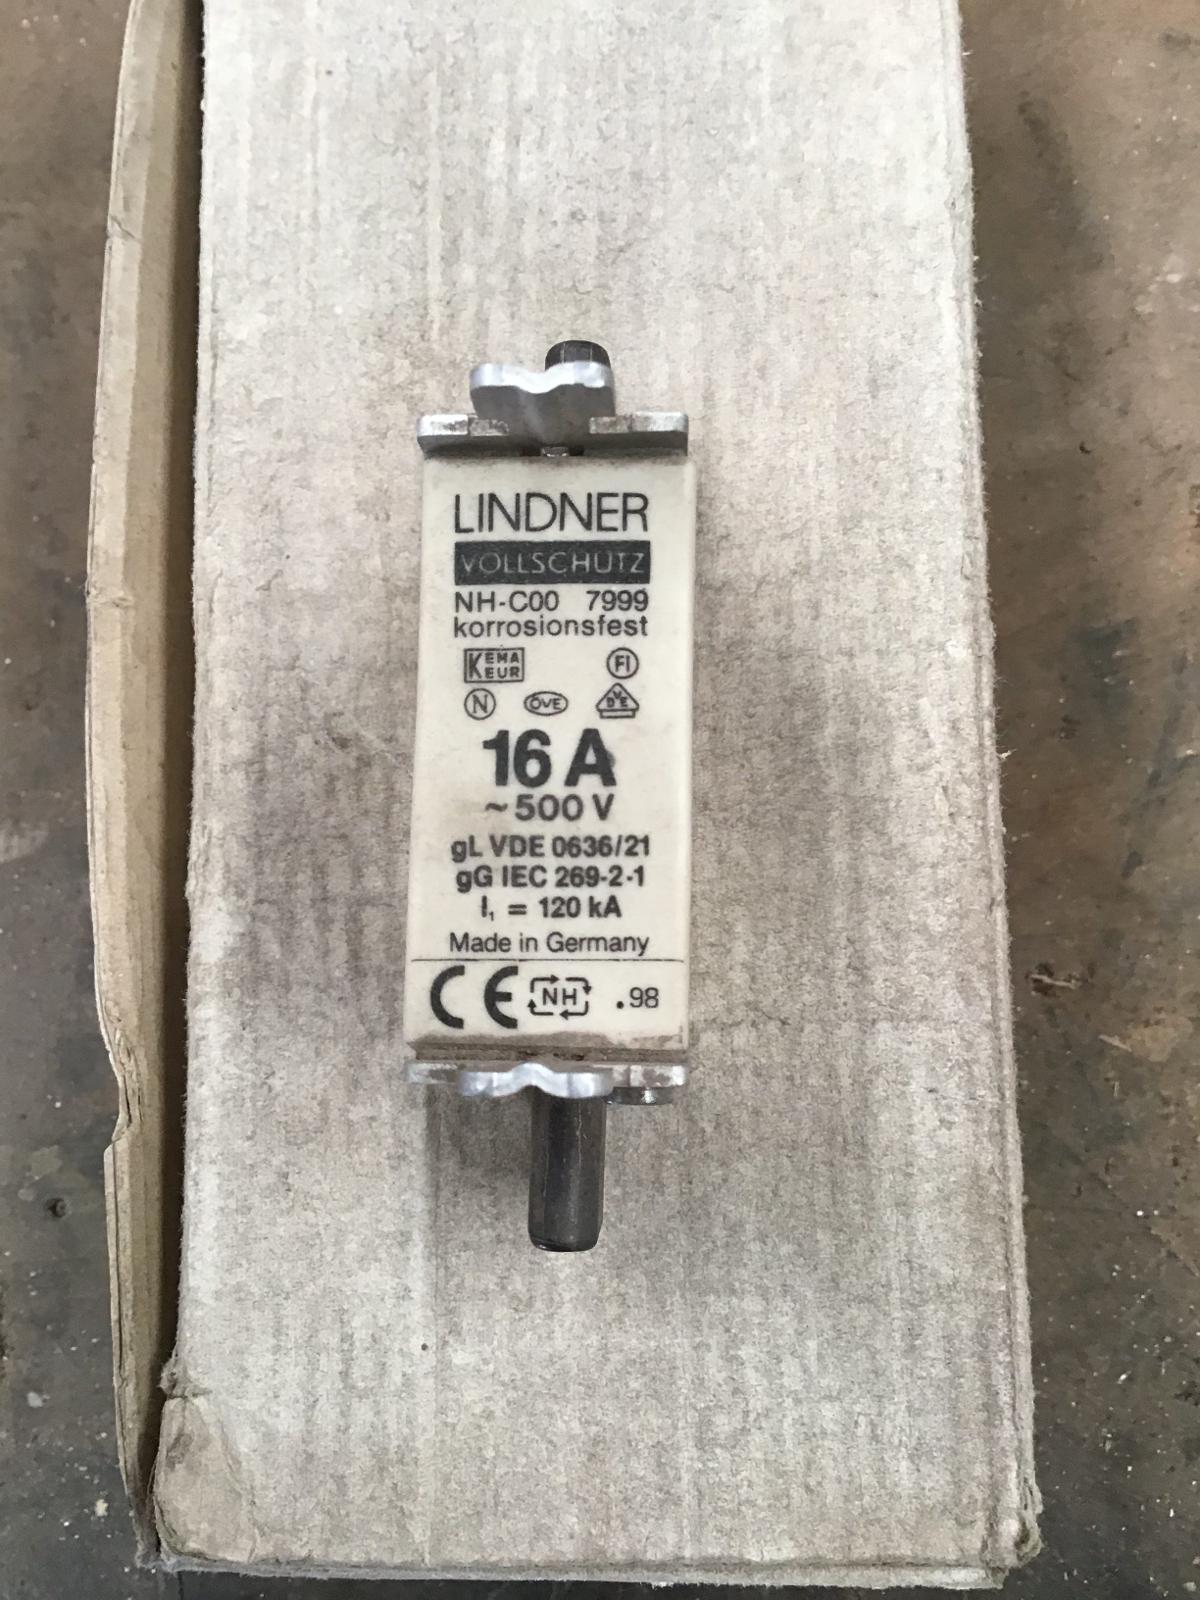 LINDNER
VOLLSCHUTZ
NH-C00 7999
korrosionsfest
KEMA
KEUR
FI
N ÖVE VDE
16 A
~500 V
gL VDE 0636/21
gG IEC 269-2-1
I₁ = 120 kA
Made in Germany
CE NH .98